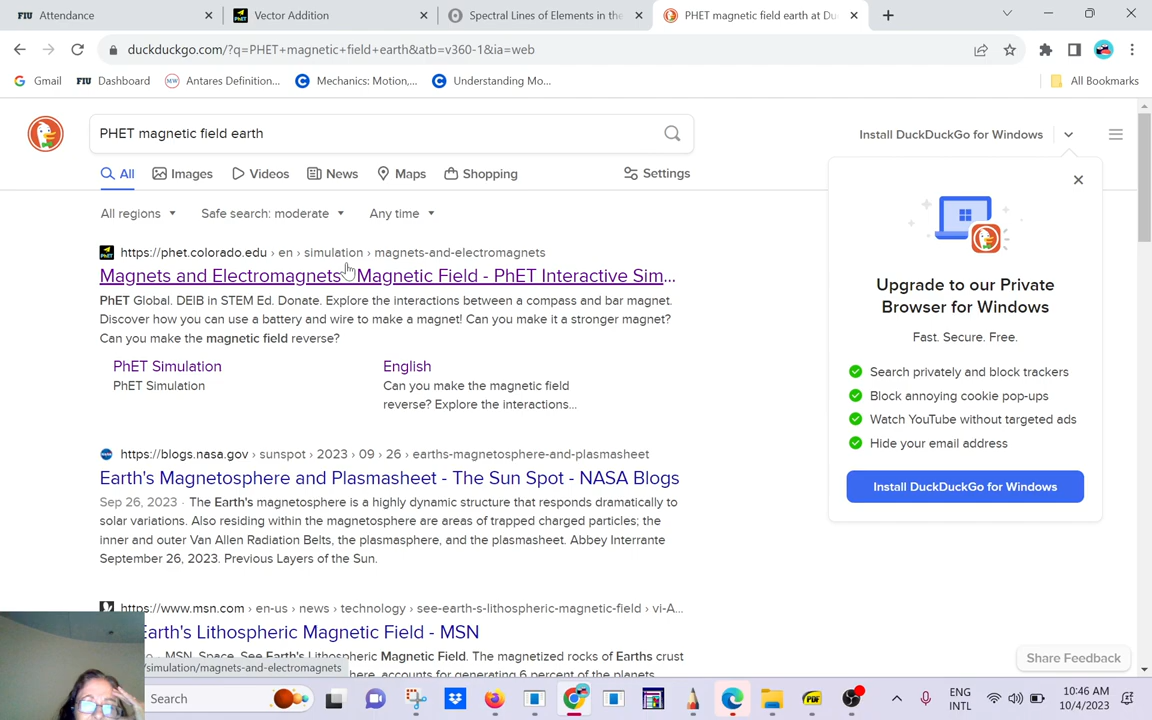 FIU Attendance
PhET Vector Addition
Spectral Lines of Elements in the
PHET magnetic field earth at Du
duckduckgo.com/?q=PHET+magnetic+field+earth&atb=v360-1&ia=web
G Gmail
FIU Dashboard
MW Antares Definition...
C Mechanics: Motion,...
C Understanding Mo...
All Bookmarks
PHET magnetic field earth
Install DuckDuckGo for Windows
All
Images
Videos
News
Maps
Shopping
Settings
All regions
Safe search: moderate
Any time
https://phet.colorado.edu › en › simulation › magnets-and-electromagnets
Magnets and Electromagnets Magnetic Field - PhET Interactive Sim...
PhET Global. DEIB in STEM Ed. Donate. Explore the interactions between a compass and bar magnet.
Discover how you can use a battery and wire to make a magnet! Can you make it a stronger magnet?
Can you make the magnetic field reverse?
PhET Simulation
PhET Simulation
English
Can you make the magnetic field
reverse? Explore the interactions...
https://blogs.nasa.gov › sunspot › 2023 › 09 › 26 › earths-magnetosphere-and-plasmasheet
Earth's Magnetosphere and Plasmasheet - The Sun Spot - NASA Blogs
Sep 26, 2023 · The Earth's magnetosphere is a highly dynamic structure that responds dramatically to
solar variations. Also residing within the magnetosphere are areas of trapped charged particles; the
inner and outer Van Allen Radiation Belts, the plasmasphere, and the plasmasheet. Abbey Interrante
September 26, 2023. Previous Layers of the Sun.
https://www.msn.com › en-us › news › technology › see-earth-s-lithospheric-magnetic-field › vi-A...
Earth's Lithospheric Magnetic Field - MSN
MSN. Space. See Earth's Lithospheric Magnetic Field. The magnetized rocks of Earths crust
here, accounts for generating 6 percent of the planets
/simulation/magnets-and-electromagnets
Upgrade to our Private
Browser for Windows
Fast. Secure. Free.
Search privately and block trackers
Block annoying cookie pop-ups
Watch YouTube without targeted ads
Hide your email address
Install DuckDuckGo for Windows
Share Feedback
Search
PDF
ENG
INTL
10:46 AM
10/4/2023